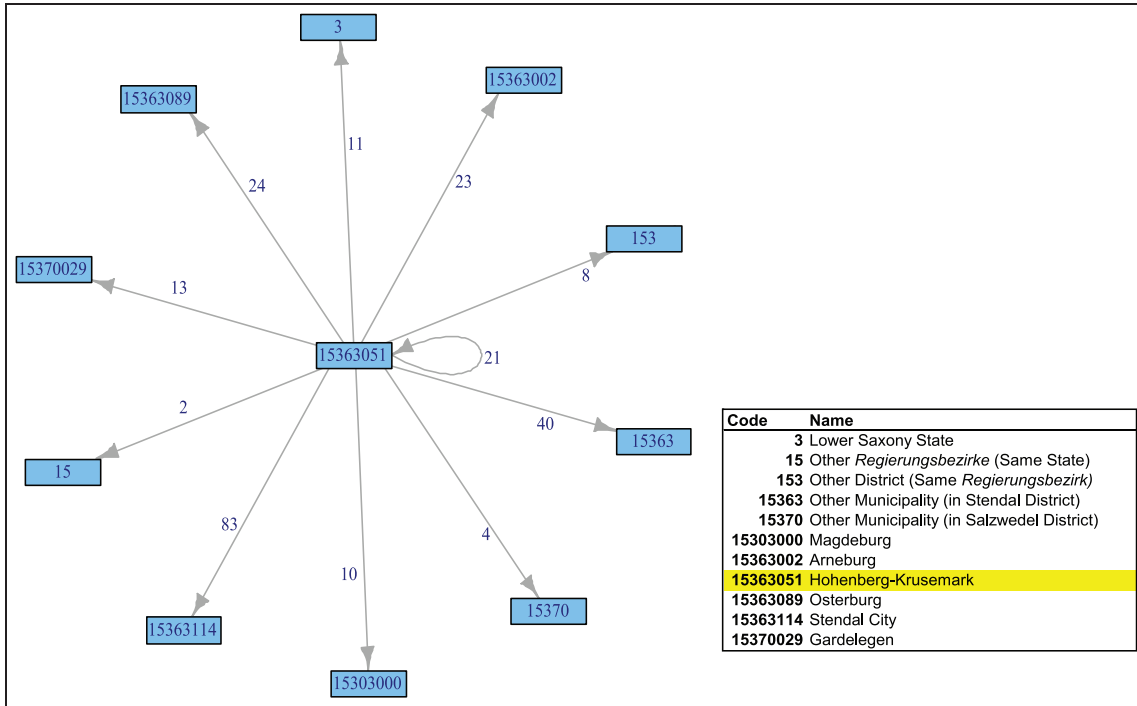 3
15363002
15363089
11
23
24
153
15370029
8
13
15363051
21
2
40
15363
15
83
4
10
15370
15363114
15303000
Code Name
3 Lower Saxony State
15 Other Regierungsbezirke (Same State)
153 Other District (Same Regierungsbezirk)
15363 Other Municipality (in Stendal District)
15370 Other Municipality (in Salzwedel District)
15303000 Magdeburg
15363002 Arneburg
15363051 Hohenberg-Krusemark
15363089 Osterburg
15363114 Stendal City
15370029 Gardelegen